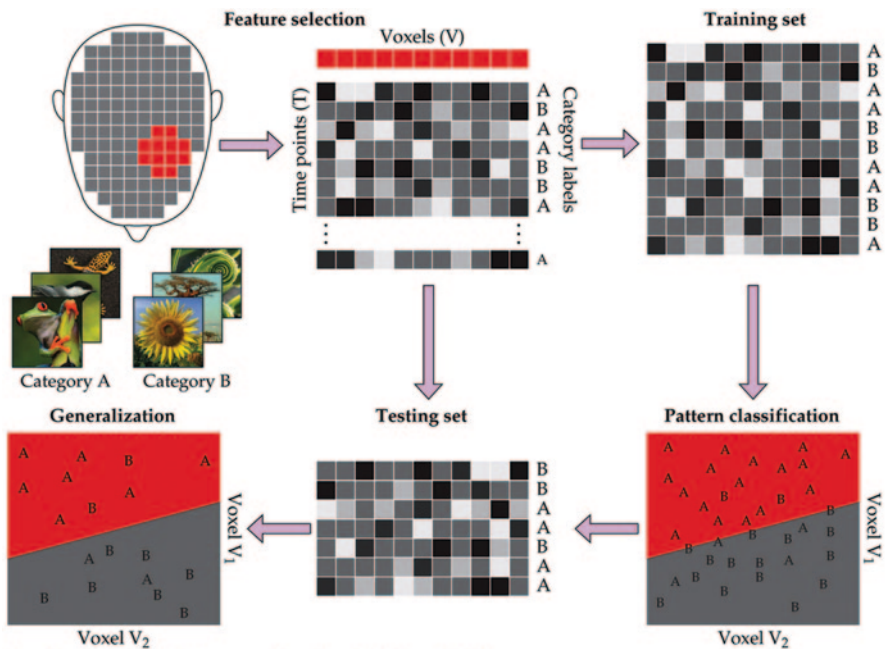 Feature selection
Voxels (V)
Time points (T)
A
B
A
A
B
B
A
A
Category labels
Training set
A
B
A
A
B
B
A
A
B
B
A
Category A
Category B
Generalization
A
A
B
A
A
A
A
B
A
B
B
A
B
A
B
B
B
Voxel V1
Voxel V2
Testing set
B
B
A
A
B
A
A
Pattern classification
Voxel V1
Voxel V2